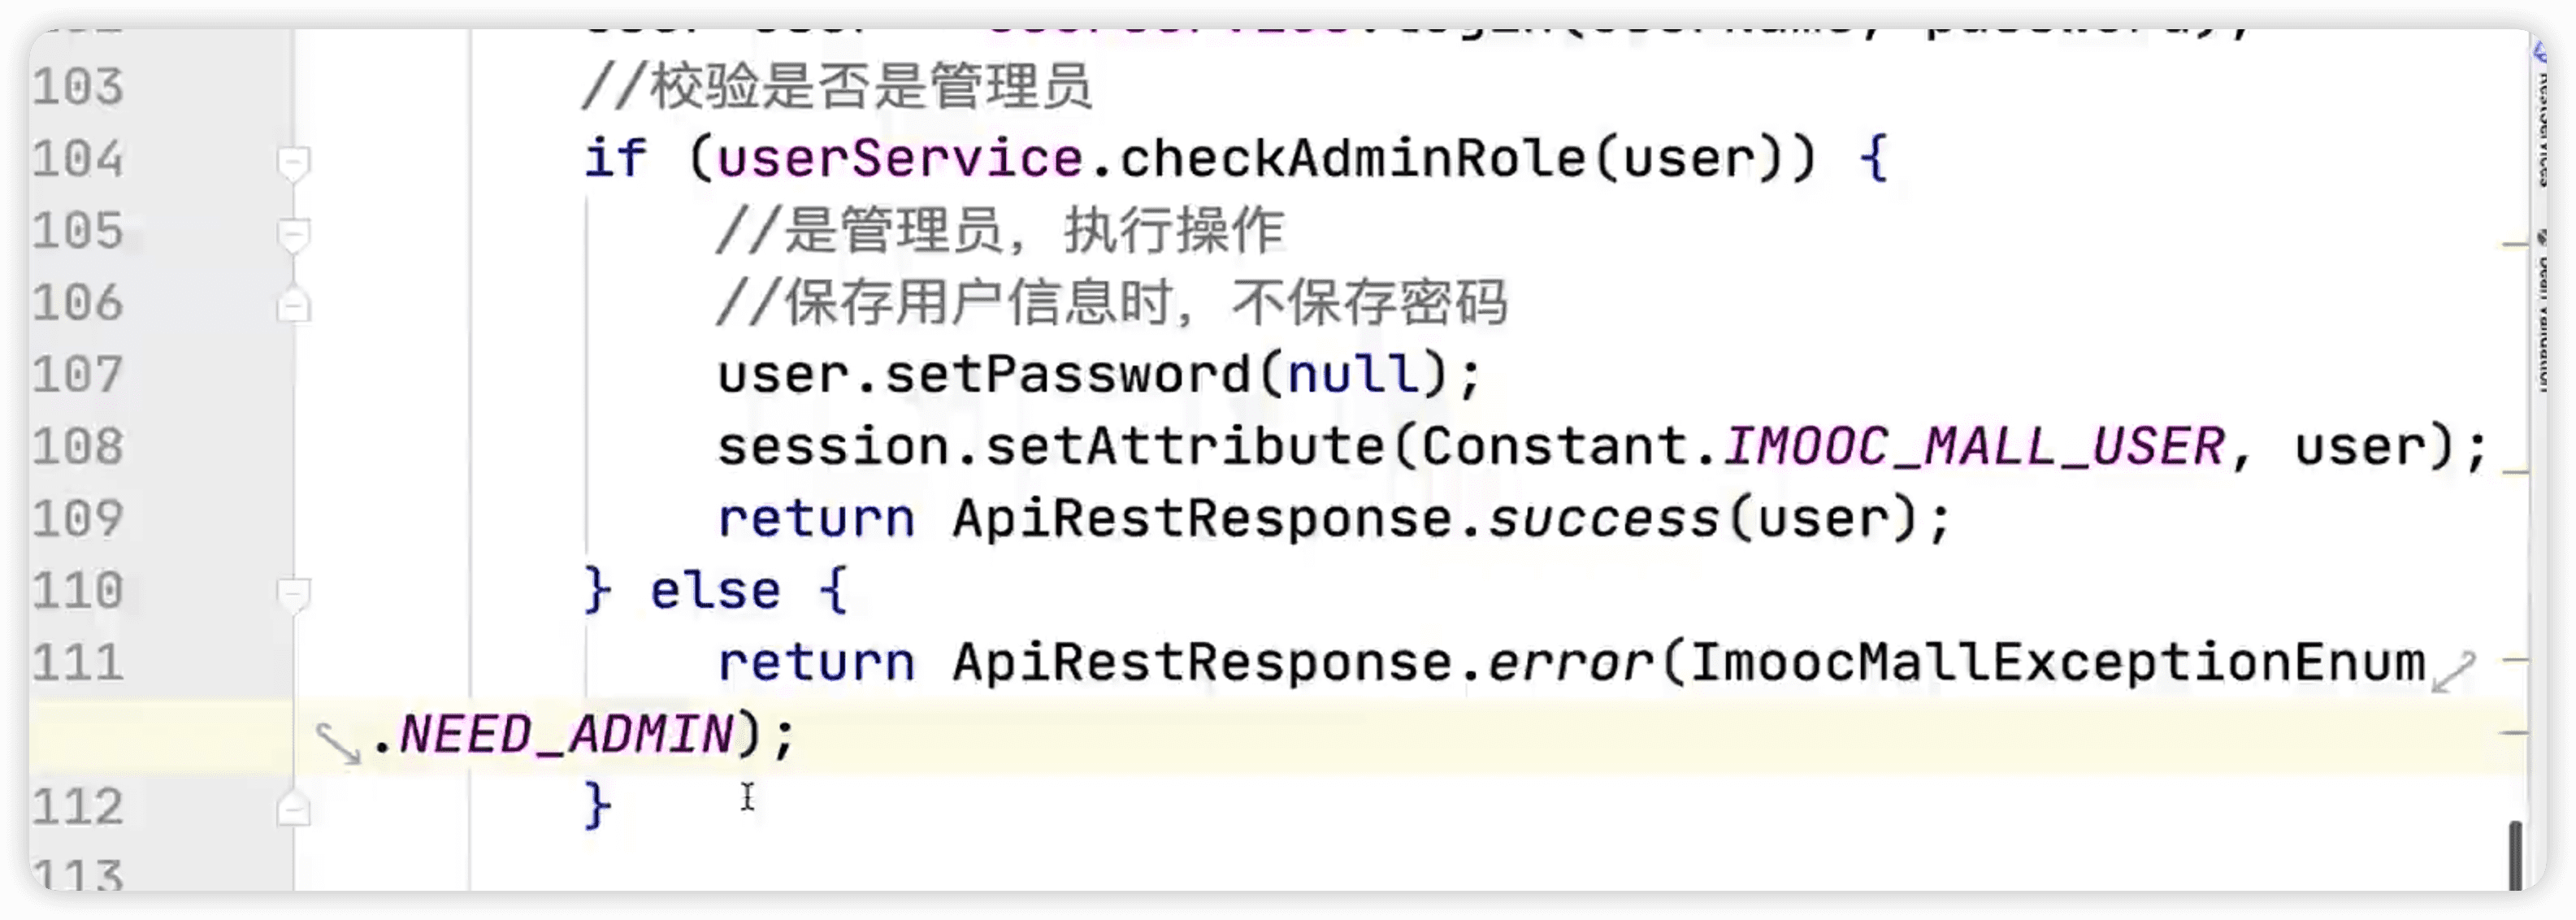 103 //校验是否是管理员
104 if (userService.checkAdminRole(user)) {
105 //是管理员，执行操作
106 //保存用户信息时，不保存密码
107 user.setPassword(null);
108 session.setAttribute(Constant.IMOOC_MALL_USER, user);
109 return ApiRestResponse.success(user);
110 } else {
111 return ApiRestResponse.error(ImoocMallExceptionEnum
.NEED_ADMIN);
112 }
113